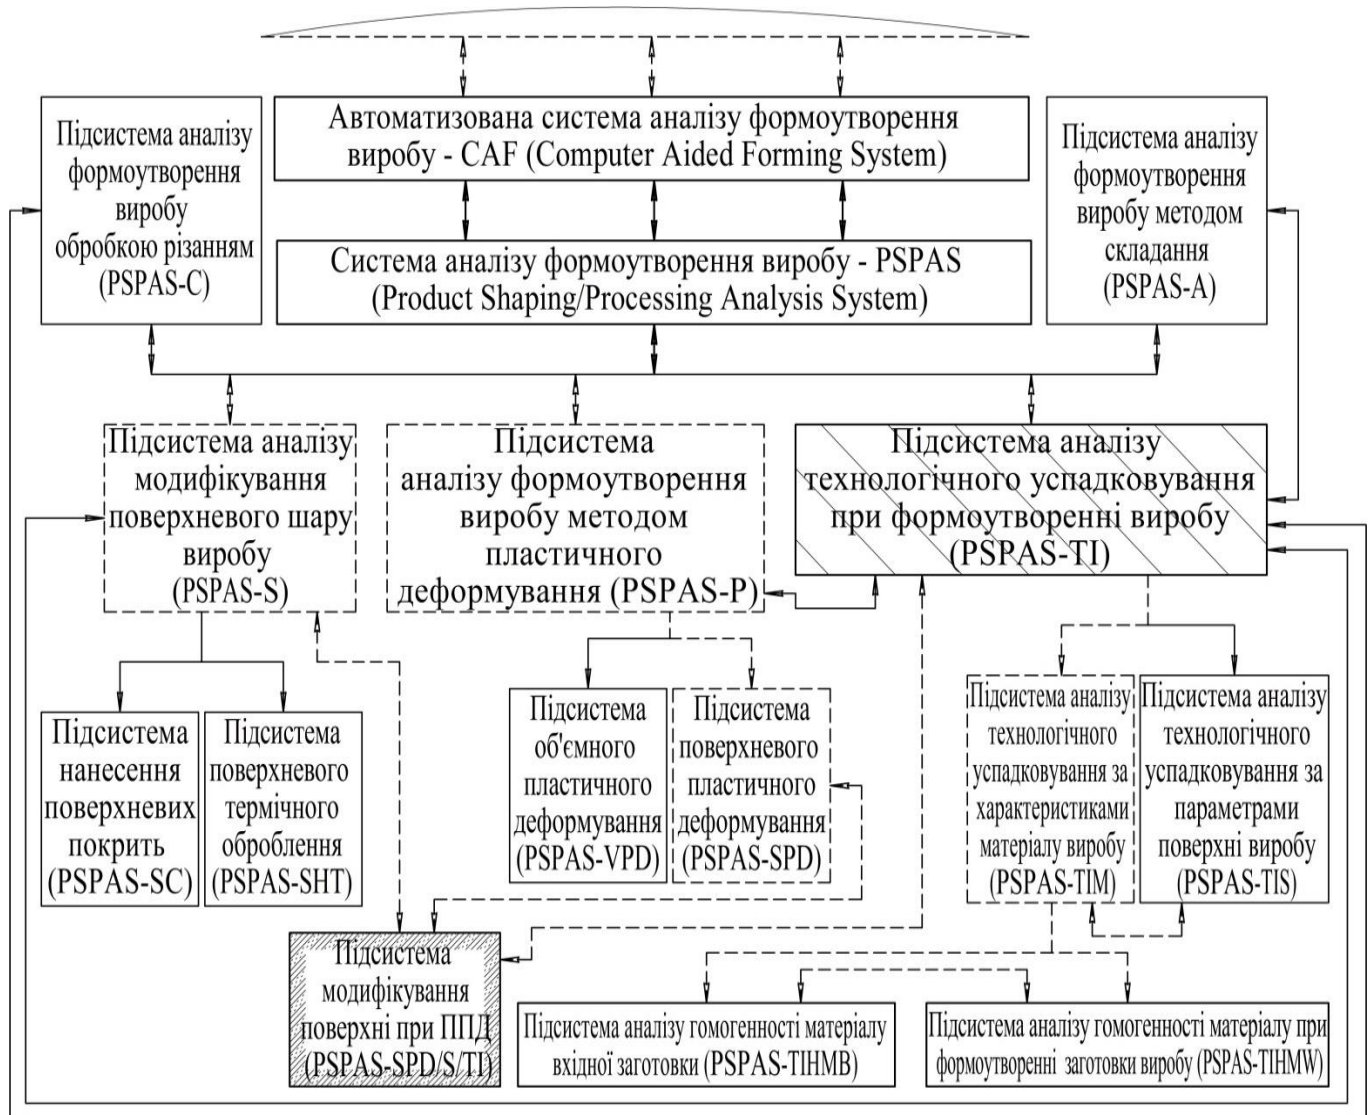 Підсистема аналізу
формоутворення
виробу
обробкою різанням
(PSPAS-C)
Автоматизована система аналізу формоутворення
виробу - CAF (Computer Aided Forming System)
Система аналізу формоутворення виробу - PSPAS
(Product Shaping/Processing Analysis System)
Підсистема аналізу
формоутворення
виробу методом
складання
(PSPAS-A)
Підсистема аналізу
модифікування
поверхневого шару
виробу
(PSPAS-S)
Підсистема
аналізу формоутворення
виробу методом
пластичного
деформування (PSPAS-P)
Підсистема аналізу
технологічного успадковування
при формоутворенні виробу
(PSPAS-TI)
Підсистема
нанесення
поверхневих
покрить
(PSPAS-SC)
Підсистема
поверхневого
термічного
оброблення
(PSPAS-SHT)
Підсистема
об'ємного
пластичного
деформування
(PSPAS-VPD)
Підсистема
поверхневого
пластичного
деформування
(PSPAS-SPD)
Підсистема аналізу
технологічного
успадковування за
характеристиками
матеріалу виробу
(PSPAS-TIM)
Підсистема аналізу
технологічного
успадковування за
параметрами
поверхні виробу
(PSPAS-TIS)
Підсистема
модифікування
поверхні при ППД
(PSPAS-SPD/S/TI)
Підсистема аналізу гомогенності матеріалу
вхідної заготовки (PSPAS-TIHMB)
Підсистема аналізу гомогенності матеріалу при
формоутворенні заготовки виробу (PSPAS-TIHMW)